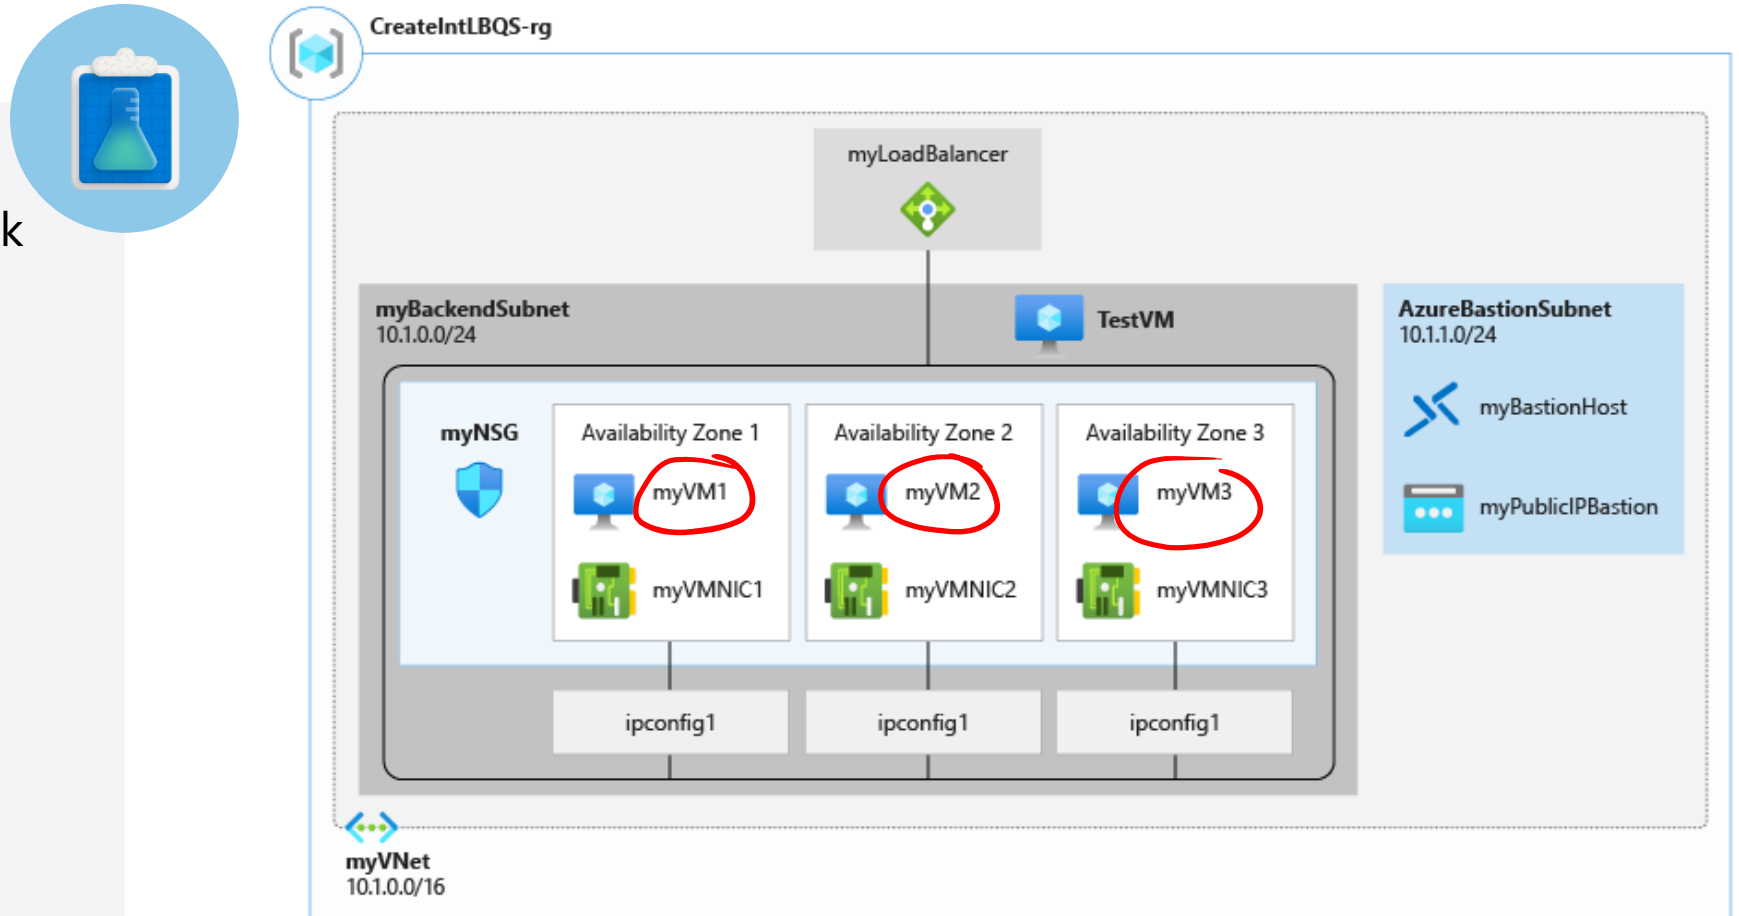 k
CreateIntLBQS-rg
myLoadBalancer
myBackendSubnet
10.1.0.0/24
TestVM
AzureBastionSubnet
10.1.1.0/24
myBastionHost
myPublicIPBastion
myNSG
Availability Zone 1
myVM1
myVMNIC1
Availability Zone 2
myVM2
myVMNIC2
Availability Zone 3
myVM3
myVMNIC3
ipconfig1
ipconfig1
ipconfig1
myVNet
10.1.0.0/16